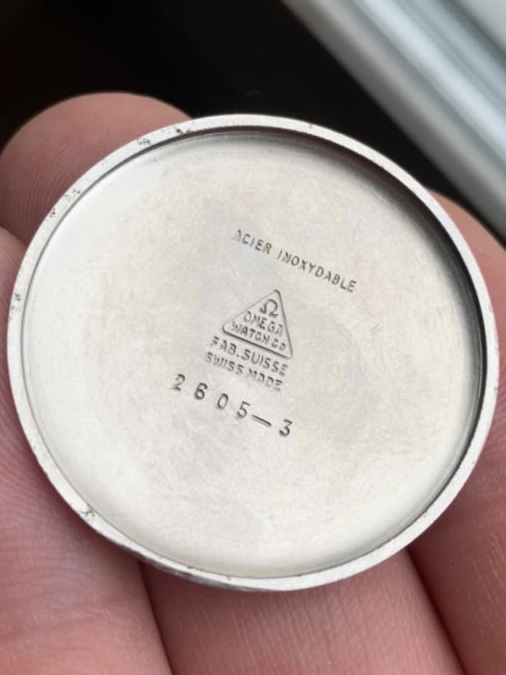 ACIER INOXYDABLE
Ω
OMEGA
WATCH CO
FAB. SUISSE
SWISS MADE
2605-3